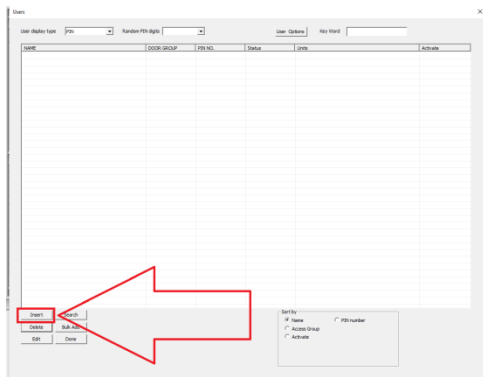 Users
User display type PIN Random PIN digits User Options Key Word
NAME DOOR GROUP PIN NO. Status Units Activate
Insert Search
Delete Bulk Add
Edit Done
Sort by
Name PIN number
Access Group
Activate